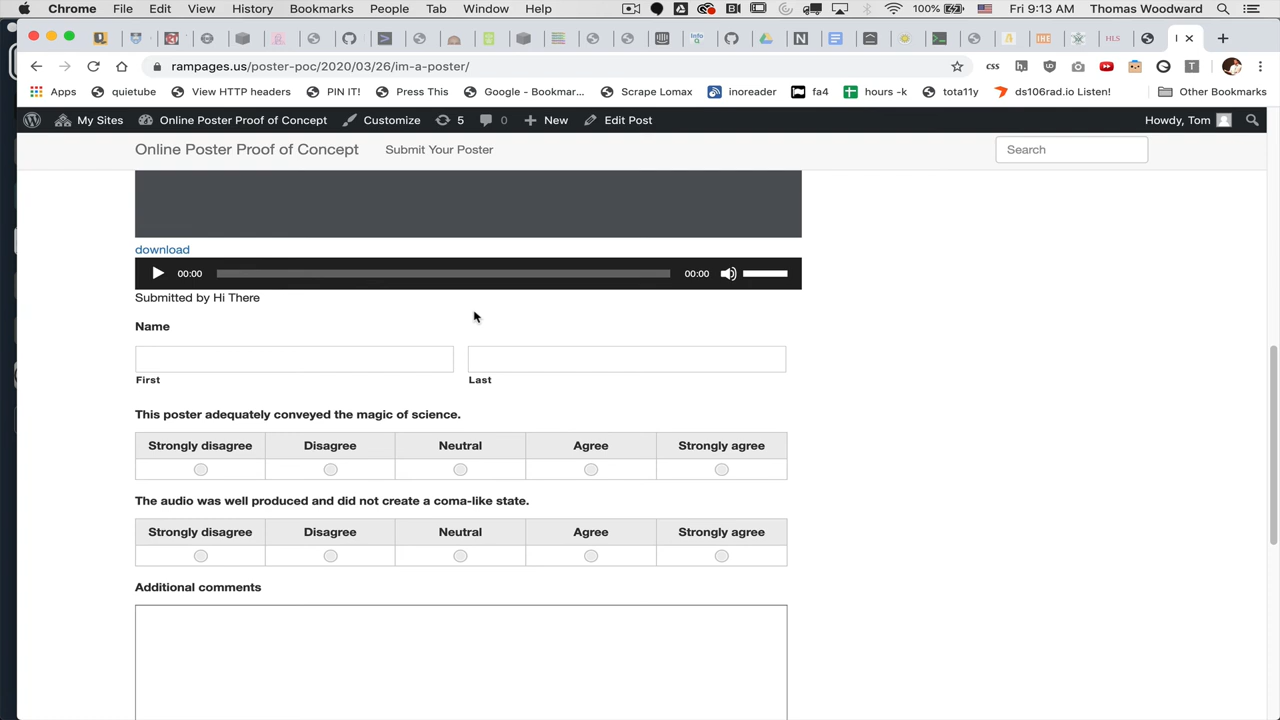 Chrome File Edit View History Bookmarks People Tab Window Help 100% Fri 9:13 AM Thomas Woodward
rampages.us/poster-poc/2020/03/26/im-a-poster/
Apps quietube View HTTP headers PIN IT! Press This Google - Bookmar... Scrape Lomax inoreader fa4 hours -k tota11y ds106rad.io Listen! Other Bookmarks
My Sites Online Poster Proof of Concept Customize 5 0 New Edit Post Howdy, Tom
Online Poster Proof of Concept Submit Your Poster Search
download
00:00 00:00
Submitted by Hi There
Name
First Last
This poster adequately conveyed the magic of science.
Strongly disagree Disagree Neutral Agree Strongly agree
The audio was well produced and did not create a coma-like state.
Strongly disagree Disagree Neutral Agree Strongly agree
Additional comments